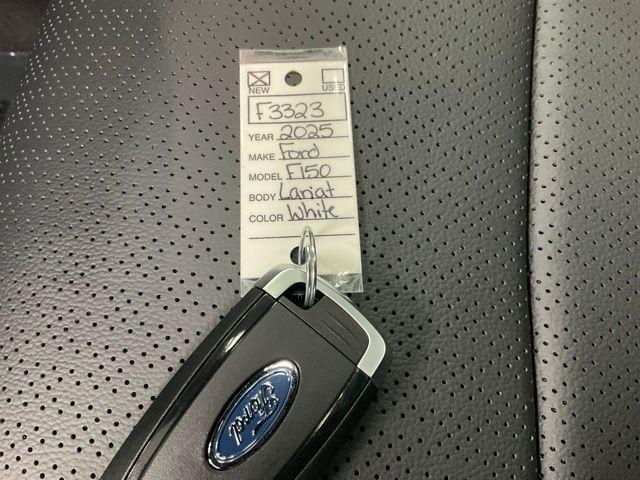 NEW USED
F3323
YEAR 2025
MAKE Ford
MODEL F150
BODY Lariat
COLOR White
Ford